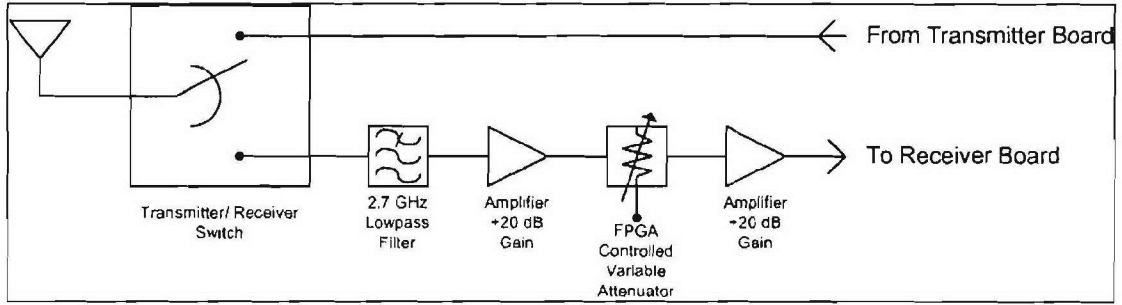 From Transmitter Board
To Receiver Board
Transmitter/ Receiver
Switch
2.7 GHz
Lowpass
Filter
Amplifier
+20 dB
Gain
FPGA
Controlled
Variable
Attenuator
Amplifier
+20 dB
Gain